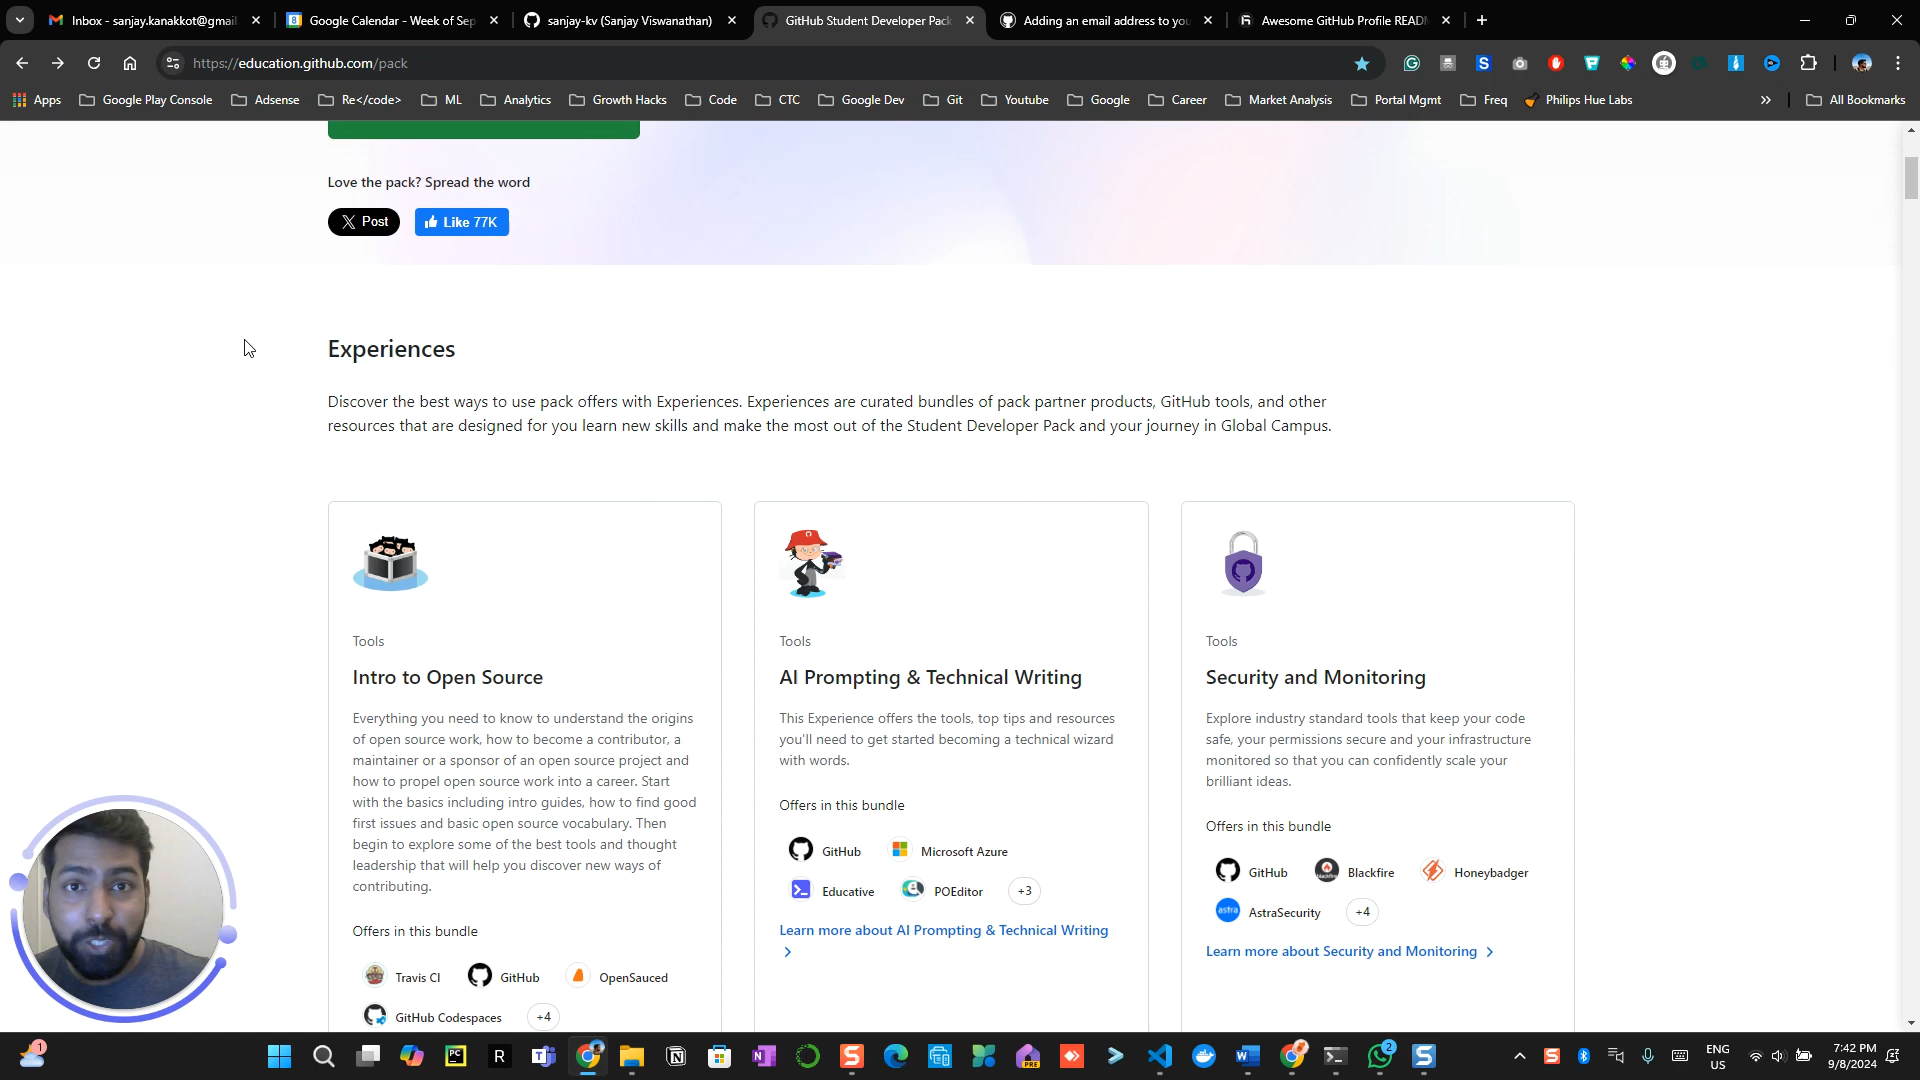 Inbox - sanjay.kanakkot@gmail
Google Calendar - Week of Sep
sanjay-kv (Sanjay Viswanathan)
GitHub Student Developer Pack
Adding an email address to you
Awesome GitHub Profile READ
https://education.github.com/pack
Apps
Google Play Console
Adsense
Re</code>
ML
Analytics
Growth Hacks
Code
CTC
Google Dev
Git
Youtube
Google
Career
Market Analysis
Portal Mgmt
Freq
Philips Hue Labs
All Bookmarks
Love the pack? Spread the word
Post
Like 77K
Experiences
Discover the best ways to use pack offers with Experiences. Experiences are curated bundles of pack partner products, GitHub tools, and other
resources that are designed for you learn new skills and make the most out of the Student Developer Pack and your journey in Global Campus.
Tools
Intro to Open Source
Everything you need to know to understand the origins
of open source work, how to become a contributor, a
maintainer or a sponsor of an open source project and
how to propel open source work into a career. Start
with the basics including intro guides, how to find good
first issues and basic open source vocabulary. Then
begin to explore some of the best tools and thought
leadership that will help you discover new ways of
contributing.
Offers in this bundle
Travis CI
GitHub
OpenSauced
GitHub Codespaces
+4
Tools
AI Prompting & Technical Writing
This Experience offers the tools, top tips and resources
you'll need to get started becoming a technical wizard
with words.
Offers in this bundle
GitHub
Microsoft Azure
Educative
POEditor
+3
Learn more about AI Prompting & Technical Writing
Tools
Security and Monitoring
Explore industry standard tools that keep your code
safe, your permissions secure and your infrastructure
monitored so that you can confidently scale your
brilliant ideas.
Offers in this bundle
GitHub
Blackfire
Honeybadger
astra
AstraSecurity
+4
Learn more about Security and Monitoring
1
PC
R
PRE
2
ENG
US
7:42 PM
9/8/2024